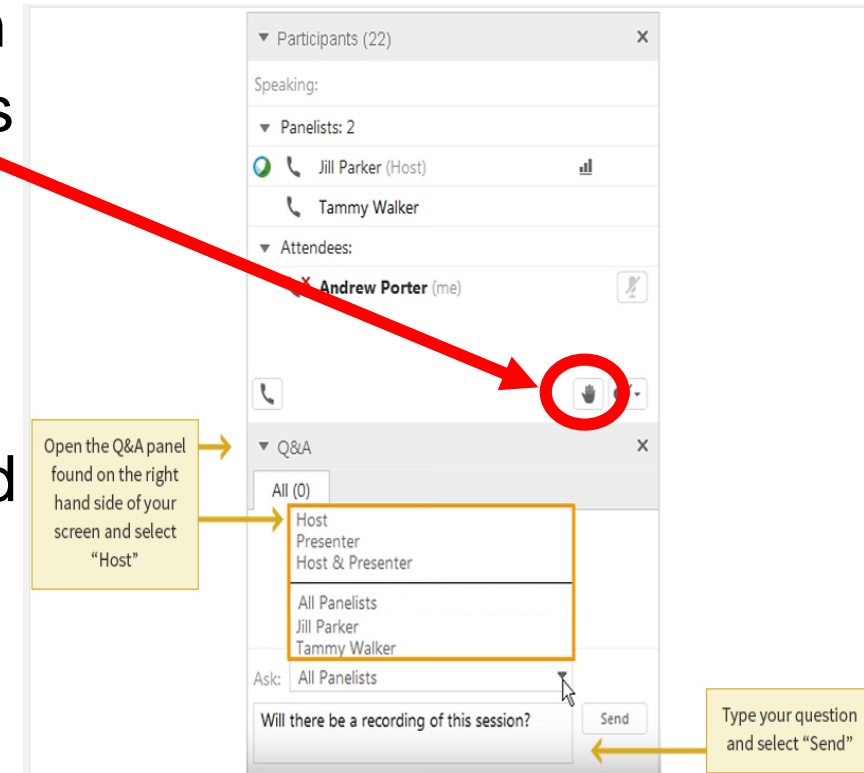 Participants (22)
Speaking:
Panelists: 2
Jill Parker (Host)
Tammy Walker
Attendees:
Andrew Porter (me)
Open the Q&A panel
found on the right
hand side of your
screen and select
“Host”
Q&A
All (0)
Host
Presenter
Host & Presenter
All Panelists
Jill Parker
Tammy Walker
Ask: All Panelists
Will there be a recording of this session?
Send
Type your question
and select “Send”